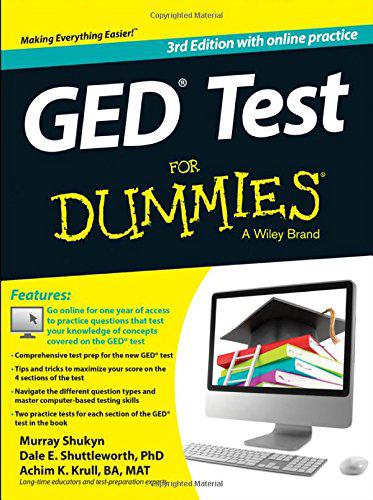 Making Everything Easier!™
3rd Edition with online practice
GED® Test
FOR
DUMMIES®
A Wiley Brand
Features:
Go online for one year of access
to practice questions that test
your knowledge of concepts
covered on the GED® test
• Comprehensive test prep for the new GED® test
• Tips and tricks to maximize your score on the
4 sections of the test
• Navigate the different question types and
master computer-based testing skills
• Two practice tests for each section of the GED®
test in the book
Murray Shukyn
Dale E. Shuttleworth, PhD
Achim K. Krull, BA, MAT
Long-time educators and test-preparation experts